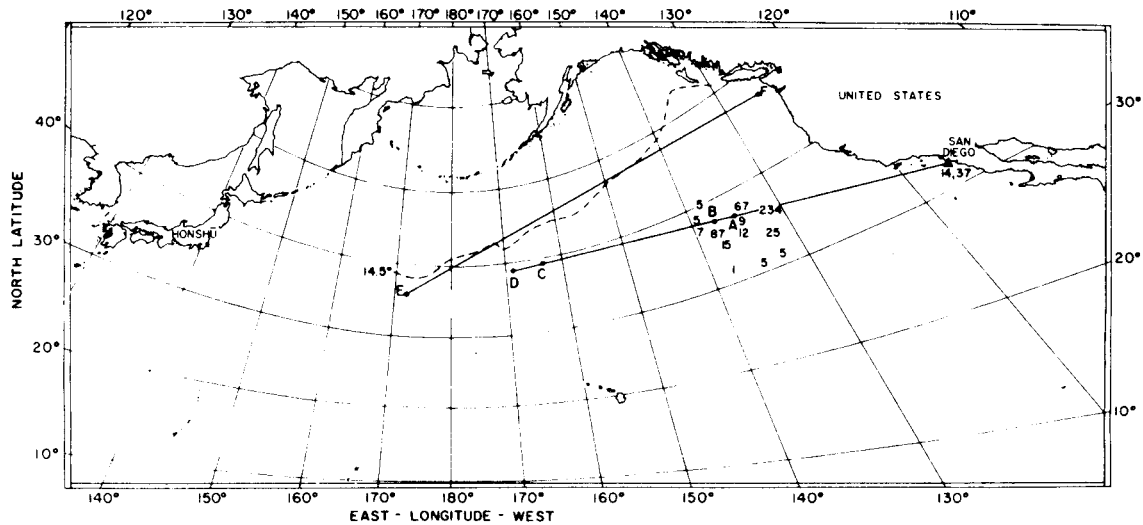 120° 130° 140° 150° 160° 170° 180° 170° 160° 150° 140° 130° 120° 110°
F
UNITED STATES
30°
40°
SAN
DIEGO
14,37
HONSHU
5 B 67 234
5 9
7 87 A 12 25
15
30°
NORTH LATITUDE
14.5°
5
1 5
20°
D C
E
20°
10°
10°
140° 150° 160° 170° 180° 170° 160° 150° 140° 130°
EAST - LONGITUDE - WEST